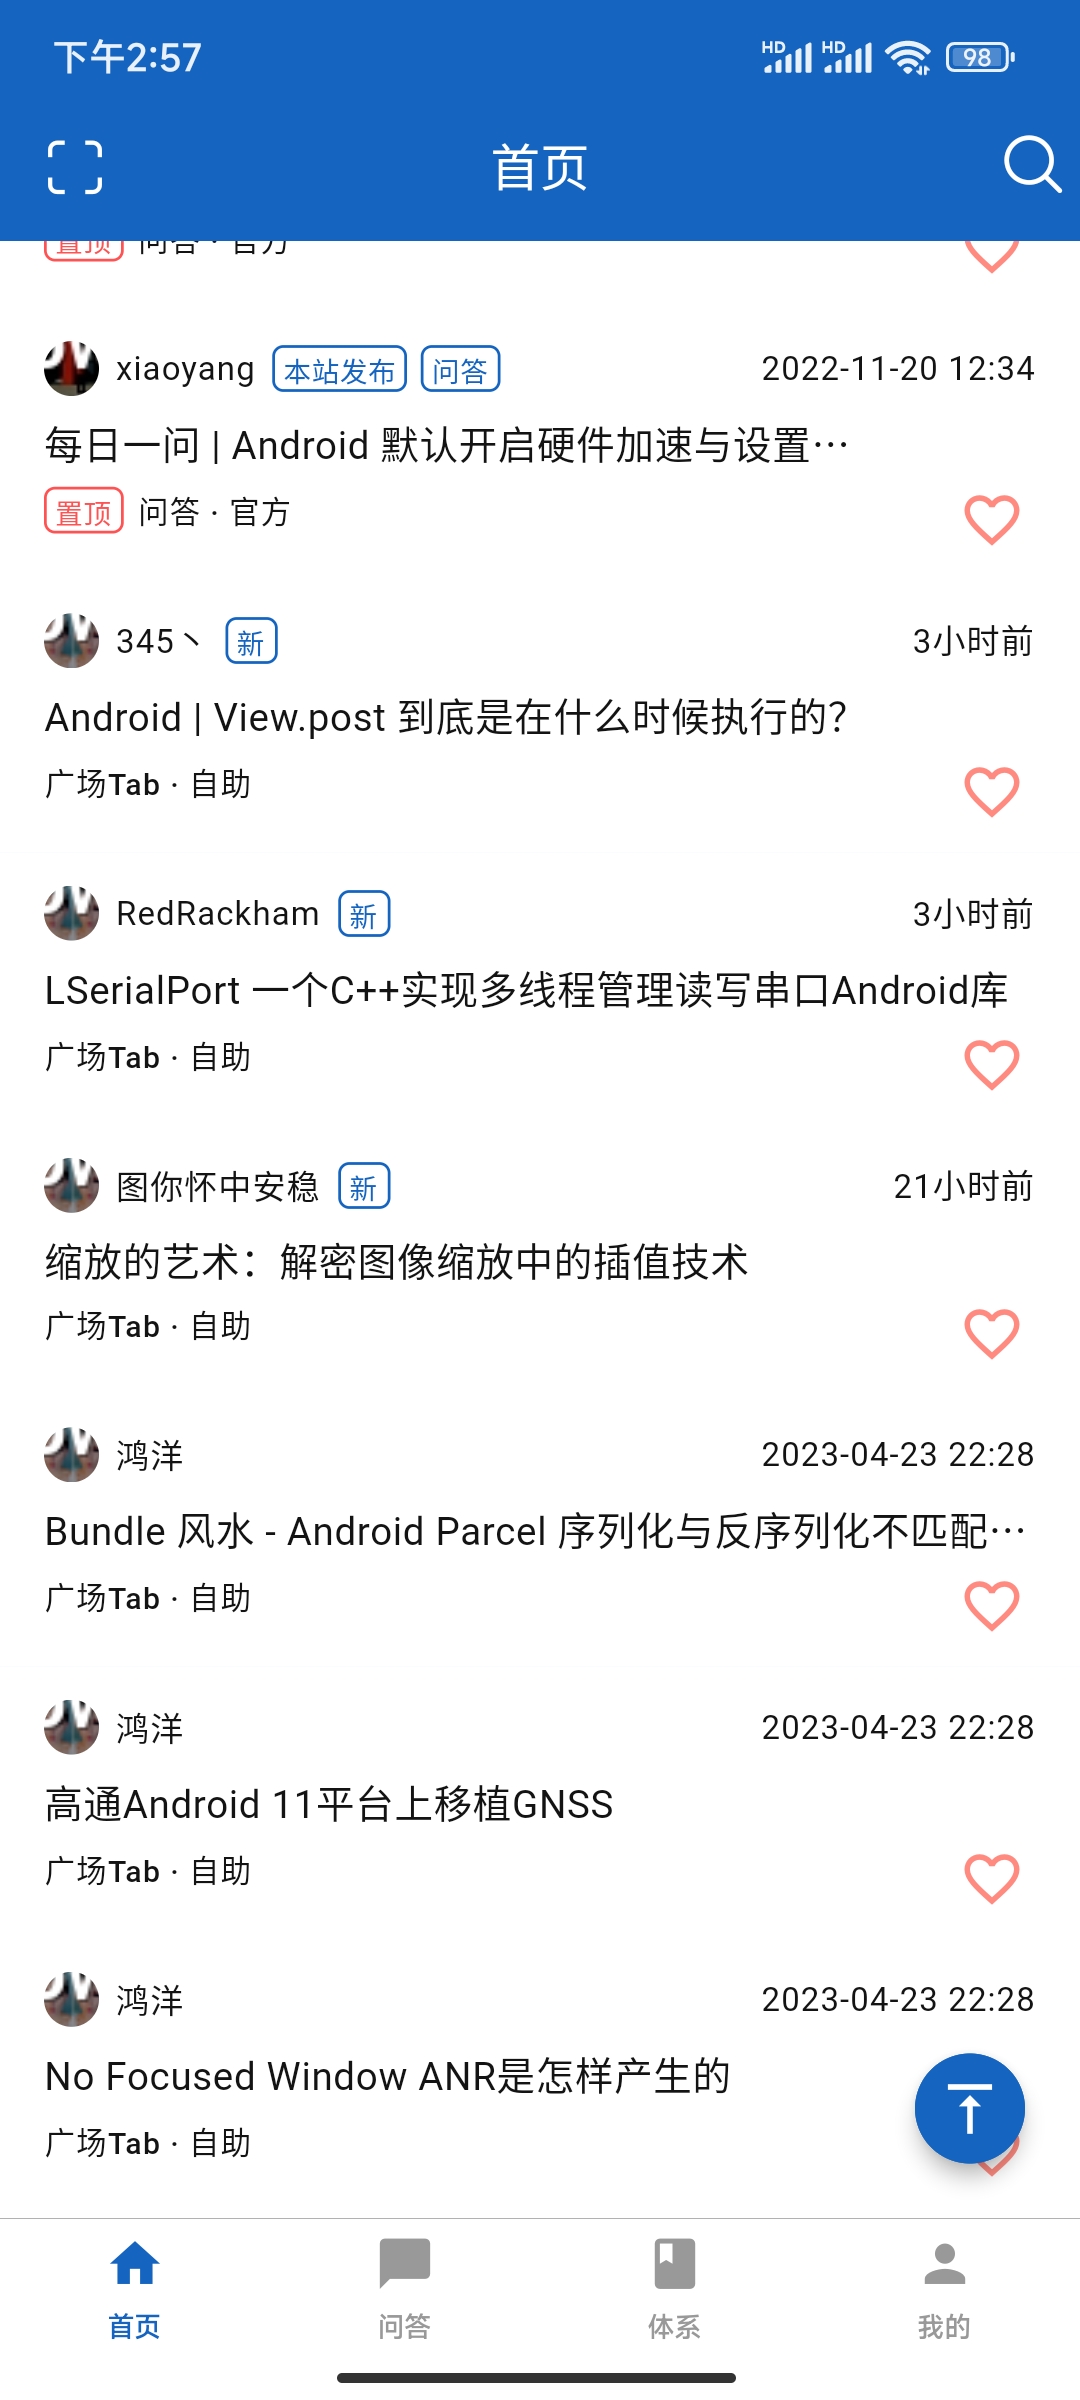 下午2:57
HD HD 98
首页
置顶 问答 · 官方
xiaoyang 本站发布 问答 2022-11-20 12:34
每日一问 | Android 默认开启硬件加速与设置…
置顶 问答 · 官方
345丶 新 3小时前
Android | View.post 到底是在什么时候执行的?
广场Tab · 自助
RedRackham 新 3小时前
LSerialPort 一个C++实现多线程管理读写串口Android库
广场Tab · 自助
图你怀中安稳 新 21小时前
缩放的艺术：解密图像缩放中的插值技术
广场Tab · 自助
鸿洋 2023-04-23 22:28
Bundle 风水 - Android Parcel 序列化与反序列化不匹配…
广场Tab · 自助
鸿洋 2023-04-23 22:28
高通Android 11平台上移植GNSS
广场Tab · 自助
鸿洋 2023-04-23 22:28
No Focused Window ANR是怎样产生的
广场Tab · 自助
首页 问答 体系 我的